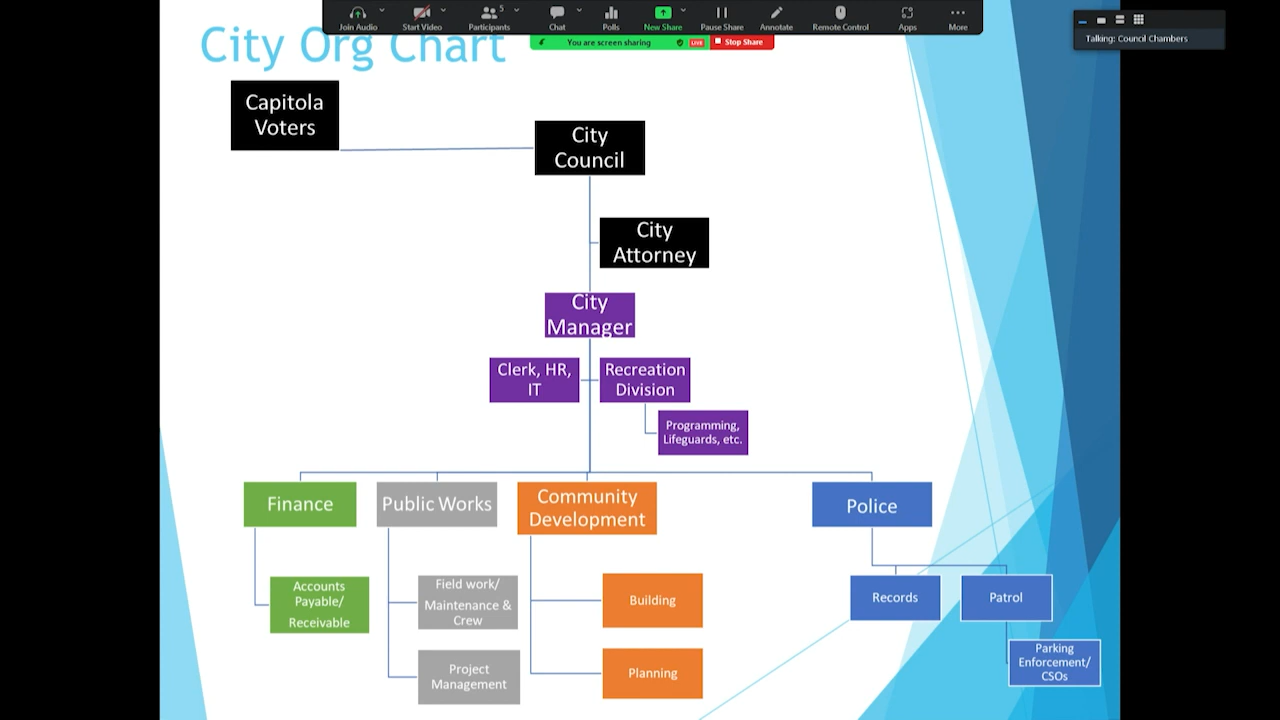 Join Audio
Start Video
5
Participants
Chat
Polls
New Share
Pause Share
Annotate
Remote Control
Apps
More
You are screen sharing
LIVE
Stop Share
Talking: Council Chambers
City Org Chart
Capitola
Voters
City
Council
City
Attorney
City
Manager
Clerk, HR,
IT
Recreation
Division
Programming,
Lifeguards, etc.
Finance
Public Works
Community
Development
Police
Accounts
Payable/
Receivable
Field work/
Maintenance &
Crew
Project
Management
Building
Planning
Records
Patrol
Parking
Enforcement/
CSOs